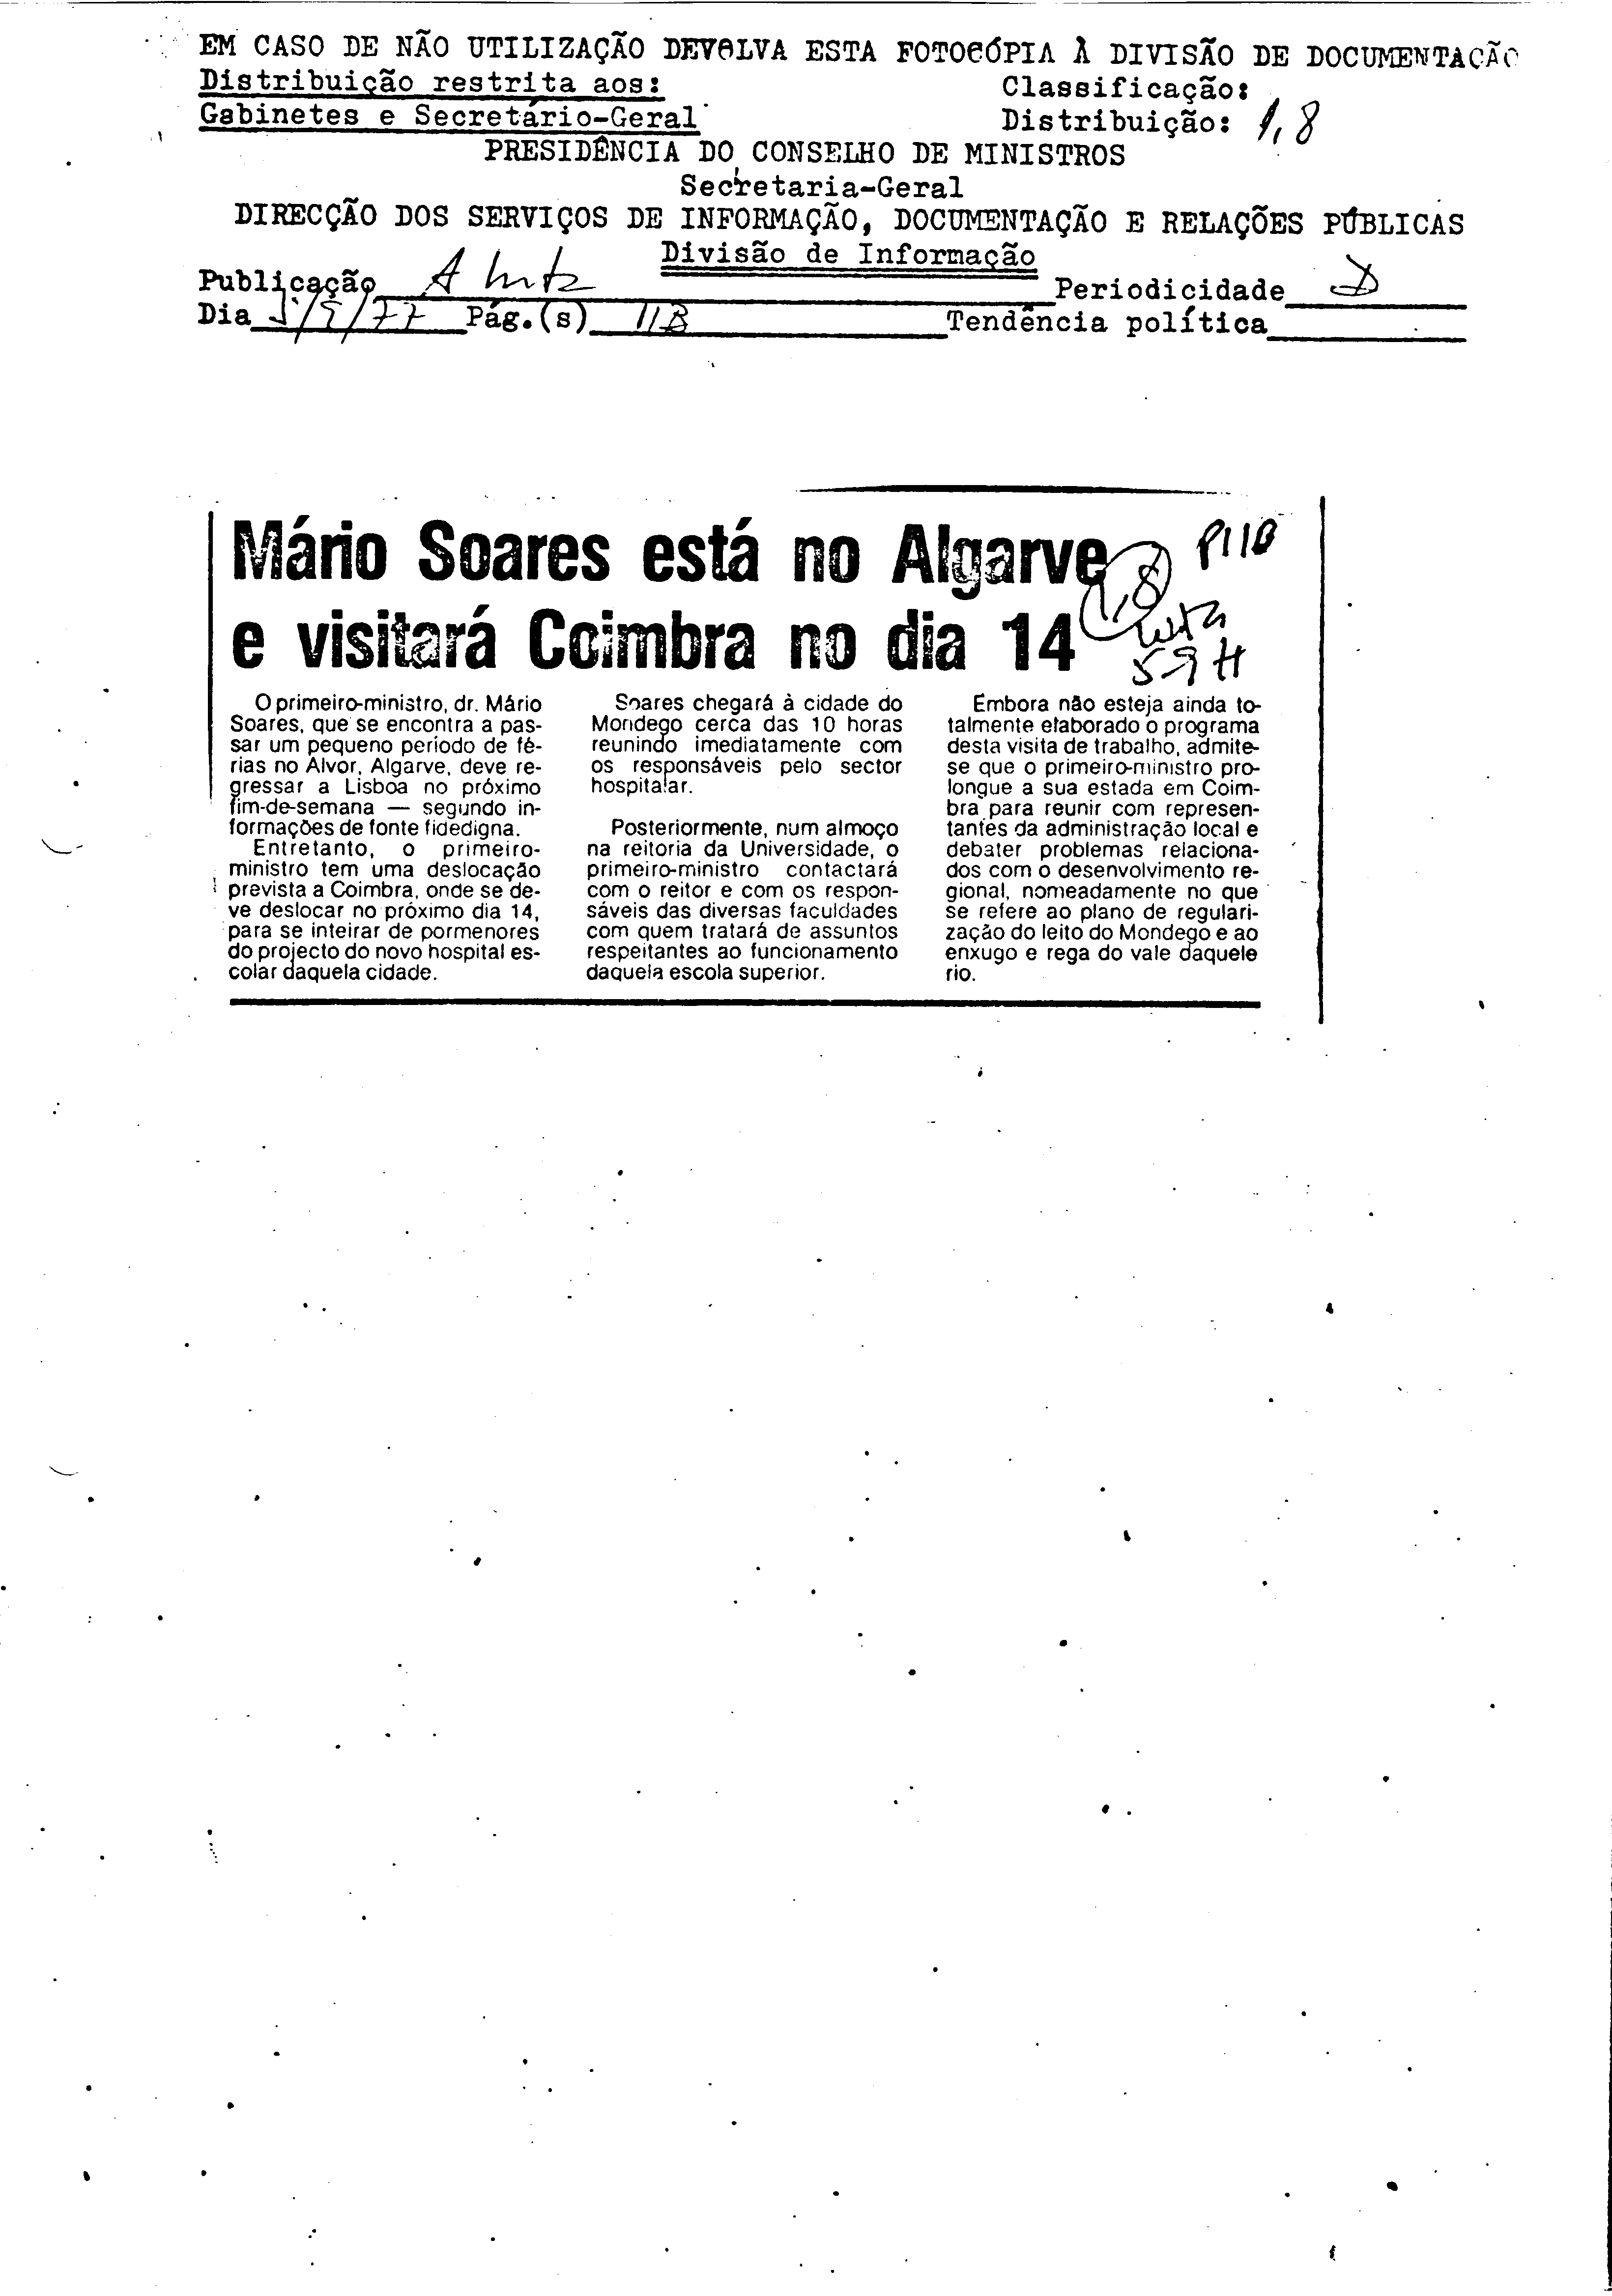 EM CASO DE NÃO UTILIZAÇÃO DEVOLVA ESTA FOTOCÓPIA À DIVISÃO DE DOCUMENTAÇÃO
Distribuição restrita aos:
Classificação:
Gabinetes e Secretário-Geral
Distribuição: 1,8
PRESIDÊNCIA DO CONSELHO DE MINISTROS
Secretaria-Geral
DIRECÇÃO DOS SERVIÇOS DE INFORMAÇÃO, DOCUMENTAÇÃO E RELAÇÕES PÚBLICAS
Divisão de Informação
Publicação A Luta
Periodicidade D
Dia 5/9/77 Pág.(s)
Tendência política
Mário Soares está no Algarve
e visitará Coimbra no dia 14
Luta
O primeiro-ministro, dr. Mário
Soares, que se encontra a pas-
sar um pequeno período de fé-
rias no Alvor, Algarve, deve re-
gressar a Lisboa no próximo
fim-de-semana — segundo in-
formações de fonte fidedigna.
Entretanto, o primeiro-
ministro tem uma deslocação
prevista a Coimbra, onde se de-
ve deslocar no próximo dia 14,
para se inteirar de pormenores
do projecto do novo hospital es-
colar daquela cidade.
Soares chegará à cidade do
Mondego cerca das 10 horas
reunindo imediatamente com
os responsáveis pelo sector
hospitalar.
Posteriormente, num almoço
na reitoria da Universidade, o
primeiro-ministro contactará
com o reitor e com os respon-
sáveis das diversas faculdades
com quem tratará de assuntos
respeitantes ao funcionamento
daquela escola superior.
Embora não esteja ainda to-
talmente elaborado o programa
desta visita de trabalho, admite-
se que o primeiro-ministro pro-
longue a sua estada em Coim-
bra para reunir com represen-
tantes da administração local e
debater problemas relaciona-
dos com o desenvolvimento re-
gional, nomeadamente no que
se refere ao plano de regulari-
zação do leito do Mondego e ao
enxugo e rega do vale daquele
rio.